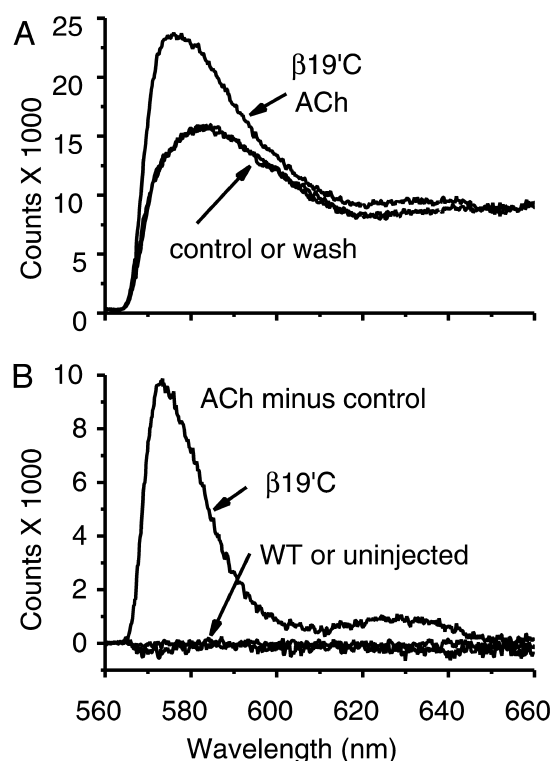 A
Counts X 1000
25
20
15
10
5
0
β19'C
ACh
control or wash
B
Counts X 1000
10
8
6
4
2
0
ACh minus control
β19'C
WT or uninjected
560 580 600 620 640 660
Wavelength (nm)